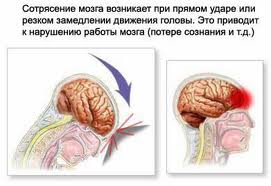 Сотрясение мозга возникает при прямом ударе или
резком замедлении движения головы. Это приводит
к нарушению работы мозга (потере сознания и т.д.)